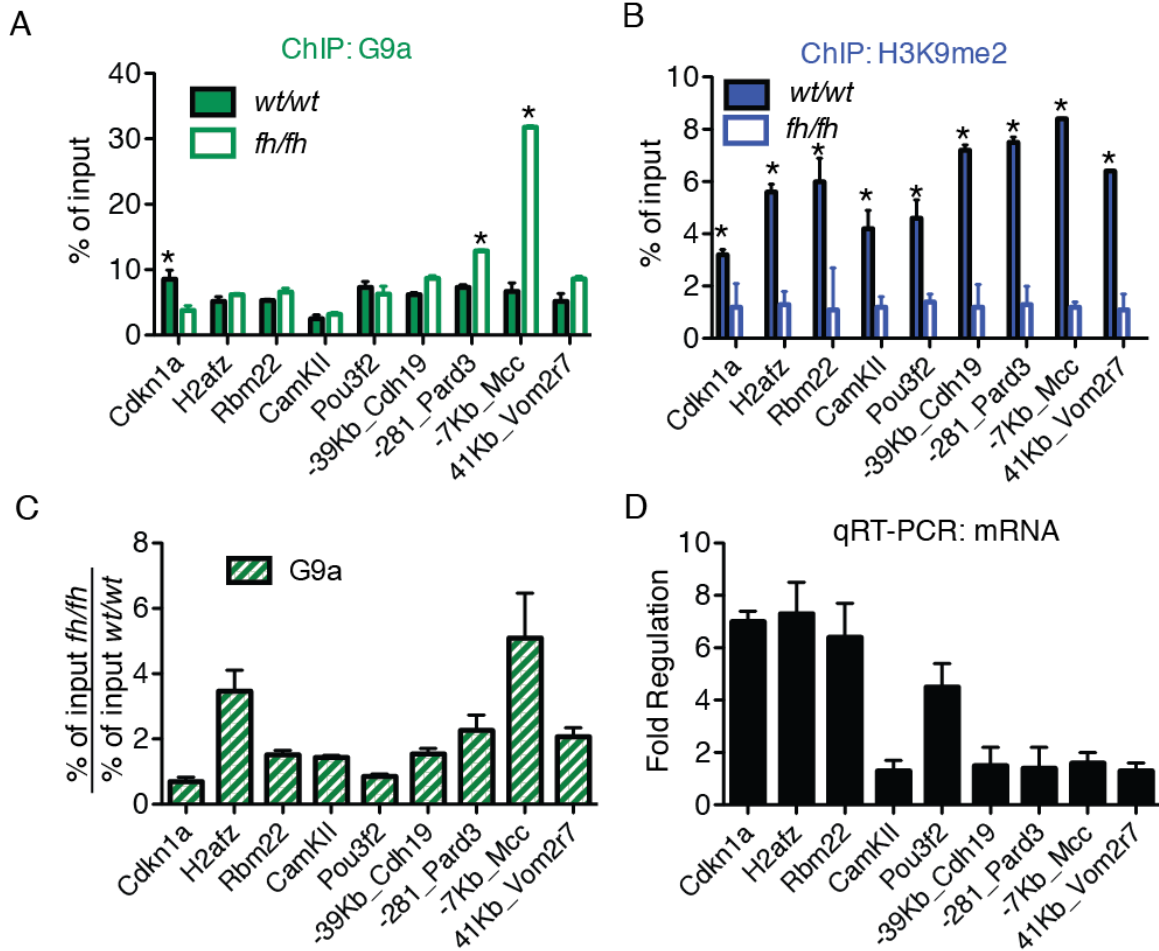 A
ChIP: G9a
% of input
40
30
20
10
0
wt/wt
fh/fh
*
*
*
Cdkn1a
H2afz
Rbm22
CamKII
Pou3f2
-39Kb_Cdh19
-281_Pard3
-7Kb_Mcc
41Kb_Vom2r7
B
ChIP: H3K9me2
% of input
10
8
6
4
2
0
wt/wt
fh/fh
*
*
*
*
*
*
*
*
*
Cdkn1a
H2afz
Rbm22
CamKII
Pou3f2
-39Kb_Cdh19
-281_Pard3
-7Kb_Mcc
41Kb_Vom2r7
C
% of input fh/fh
% of input wt/wt
8
6
4
2
0
G9a
Cdkn1a
H2afz
Rbm22
CamKII
Pou3f2
-39Kb_Cdh19
-281_Pard3
-7Kb_Mcc
41Kb_Vom2r7
D
qRT-PCR: mRNA
Fold Regulation
10
8
6
4
2
0
Cdkn1a
H2afz
Rbm22
CamKII
Pou3f2
-39Kb_Cdh19
-281_Pard3
-7Kb_Mcc
41Kb_Vom2r7